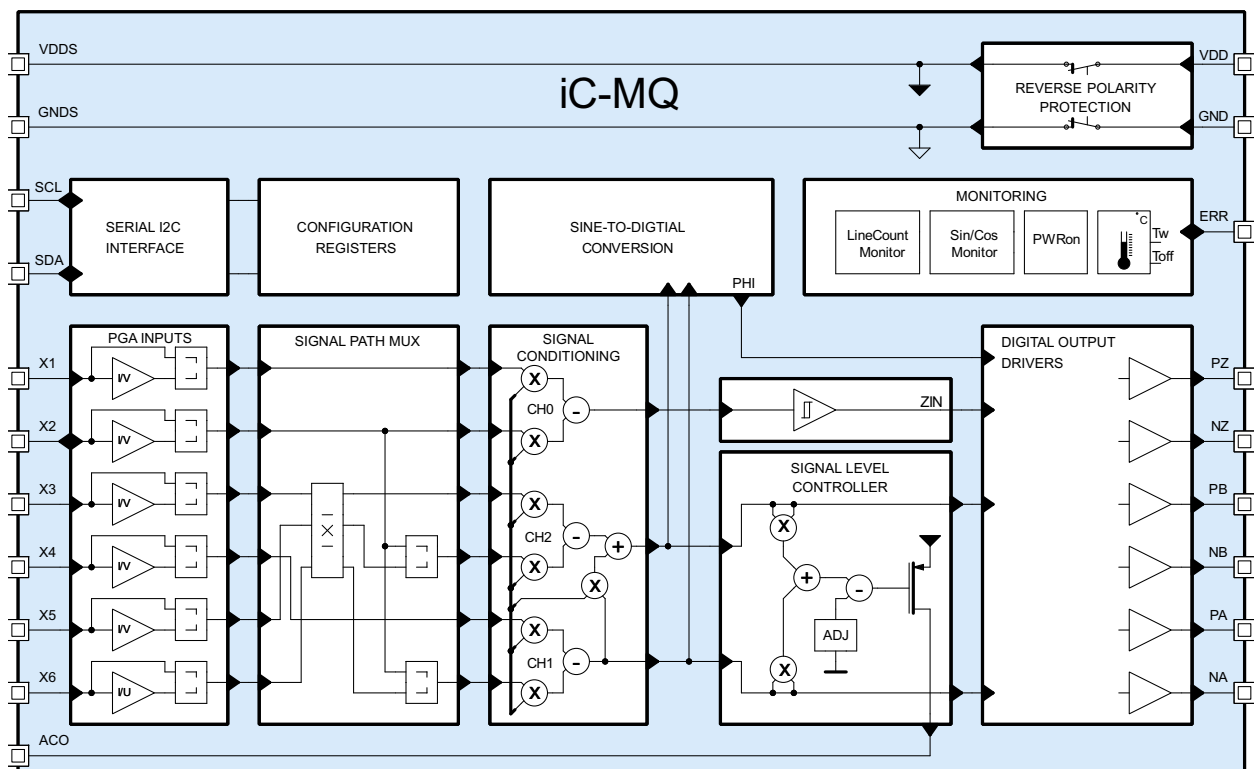 VDDS
iC-MQ
VDD
REVERSE POLARITY
PROTECTION
GNDS
GND
SCL
SERIAL I2C
INTERFACE
SDA
CONFIGURATION
REGISTERS
SINE-TO-DIGTIAL
CONVERSION
PHI
MONITORING
LineCount
Monitor
Sin/Cos
Monitor
PWRon
°C
Tw
Toff
ERR
PGA INPUTS
SIGNAL PATH MUX
SIGNAL
CONDITIONING
DIGITAL OUTPUT
DRIVERS
X1
I/V
X2
I/V
X3
I/V
X4
I/V
X5
I/V
X6
I/U
X
X
CH0
-
X
X
CH2
-
+
X
X
X
CH1
-
X
ZIN
SIGNAL LEVEL
CONTROLLER
X
+
-
ADJ
X
PZ
NZ
PB
NB
PA
NA
ACO